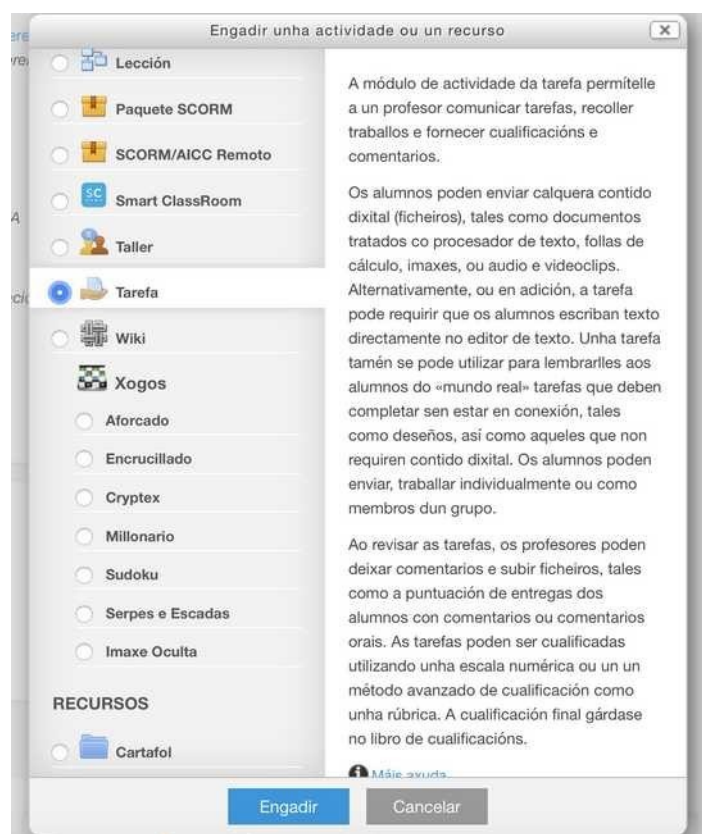 Engadir unha actividade ou un recurso
Lección
Paquete SCORM
SCORM/AICC Remoto
SC
Smart ClassRoom
Taller
Tarefa
Wiki
Xogos
Aforcado
Encrucillado
Cryptex
Millonario
Sudoku
Serpes e Escadas
Imaxe Oculta
RECURSOS
Cartafol
A módulo de actividade da tarefa permítelle
a un profesor comunicar tarefas, recoller
traballos e fornecer cualificacións e
comentarios.
Os alumnos poden enviar calquera contido
dixital (ficheiros), tales como documentos
tratados co procesador de texto, follas de
cálculo, imaxes, ou audio e videoclips.
Alternativamente, ou en adición, a tarefa
pode requirir que os alumnos escriban texto
directamente no editor de texto. Unha tarefa
tamén se pode utilizar para lembrarlles aos
alumnos do «mundo real» tarefas que deben
completar sen estar en conexión, tales
como deseños, así como aqueles que non
requiren contido dixital. Os alumnos poden
enviar, traballar individualmente ou como
membros dun grupo.
Ao revisar as tarefas, os profesores poden
deixar comentarios e subir ficheiros, tales
como a puntuación de entregas dos
alumnos con comentarios ou comentarios
orais. As tarefas poden ser cualificadas
utilizando unha escala numérica ou un un
método avanzado de cualificación como
unha rúbrica. A cualificación final gárdase
no libro de cualificacións.
Máis axuda
Engadir
Cancelar